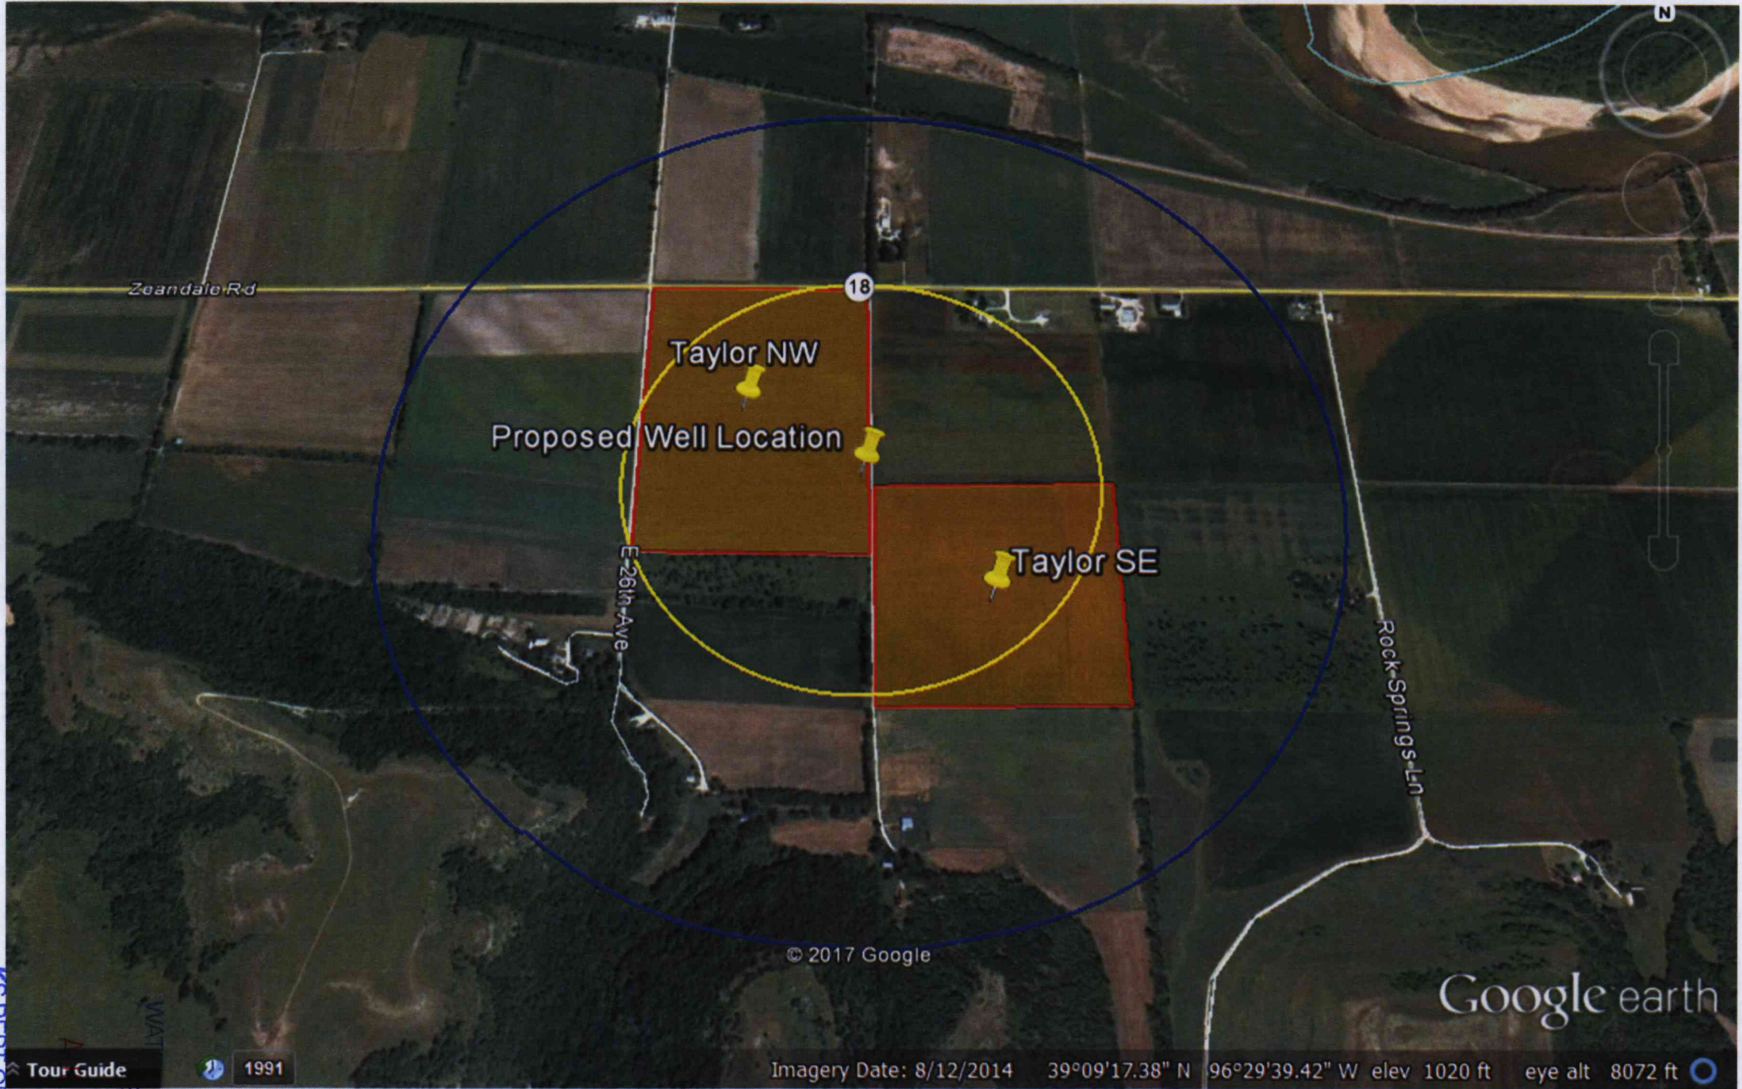 N
Zeandale Rd
18
Taylor NW
Proposed Well Location
E 26th Ave
Taylor SE
Rock Springs Ln
© 2017 Google
Google earth
WAT
Tour Guide
1991
Imagery Date: 8/12/2014 39°09'17.38" N 96°29'39.42" W elev 1020 ft eye alt 8072 ft